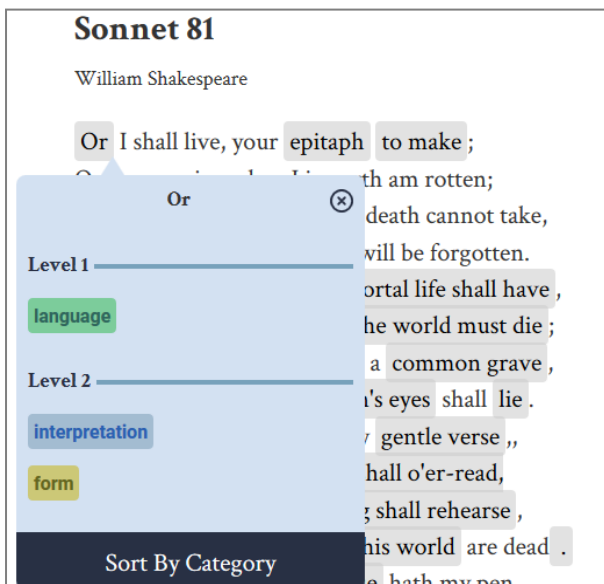 Sonnet 81
William Shakespeare
Or I shall live, your epitaph to make;
th am rotten;
Or
death cannot take,
will be forgotten.
Level 1
ortal life shall have,
language
he world must die;
Level 2
a common grave,
's eyes shall lie.
interpretation
gentle verse,,
form
hall o'er-read,
shall rehearse,
Sort By Category
his world are dead.
e hath my pen